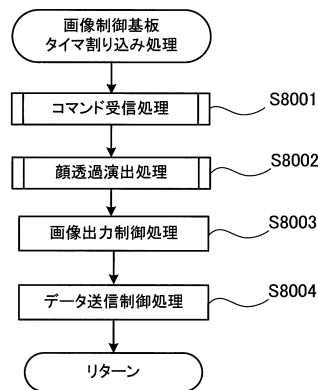 画像制御基板
タイマ割り込み処理
コマンド受信処理
S8001
顔透過演出処理
S8002
画像出力制御処理
S8003
データ送信制御処理
S8004
リターン